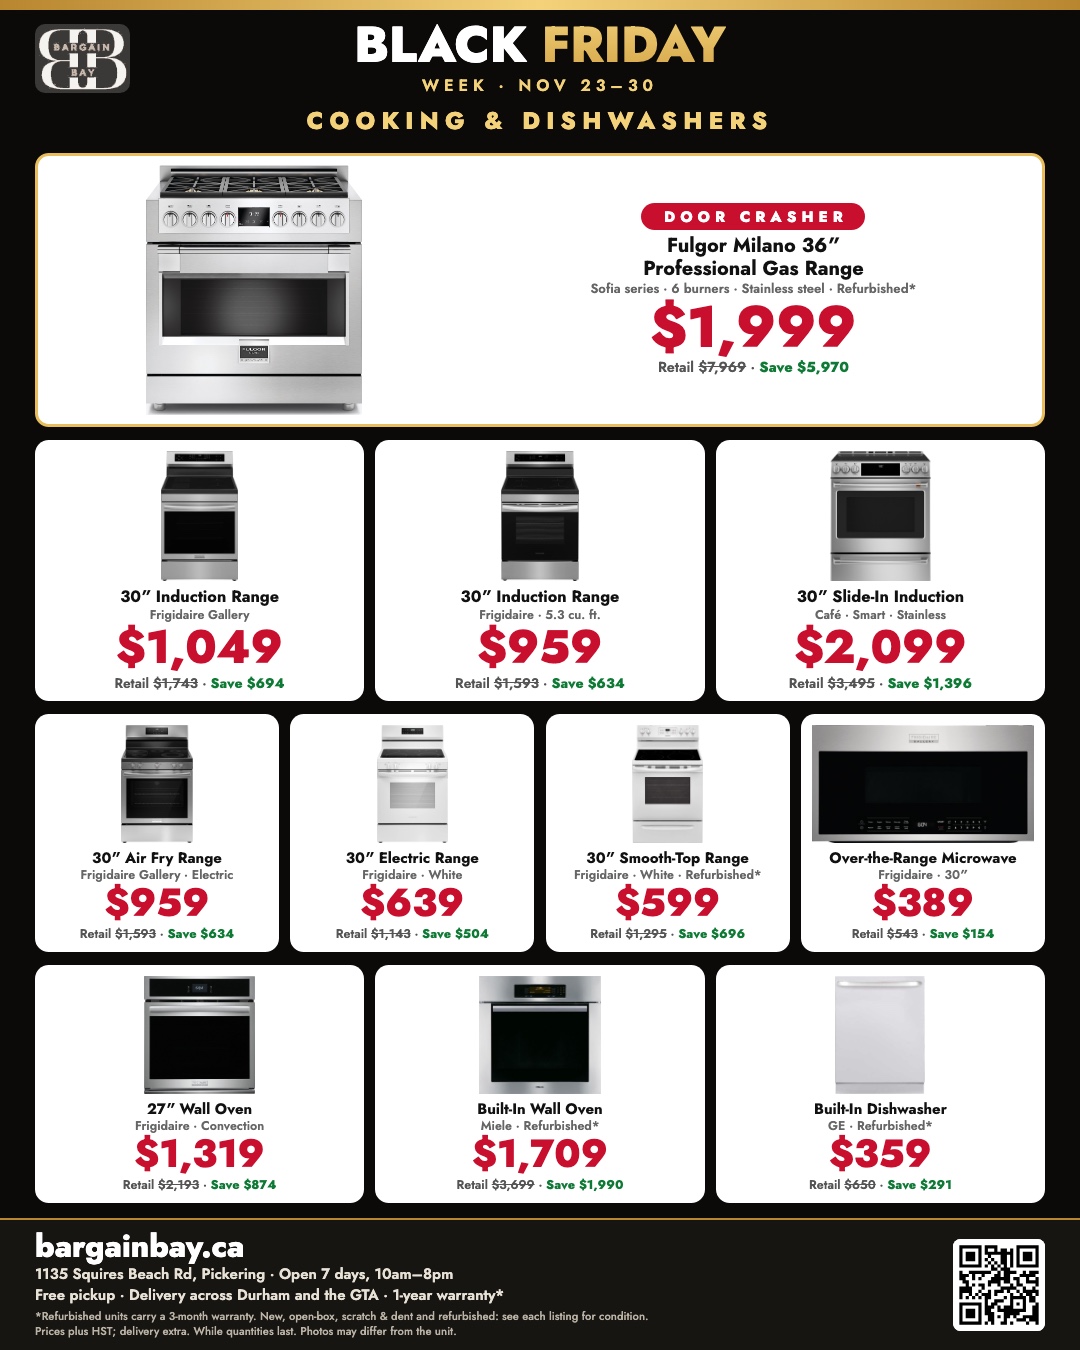 BARGAIN
BAY
BLACK FRIDAY
WEEK · NOV 23–30
COOKING & DISHWASHERS
DOOR CRASHER
Fulgor Milano 36”
Professional Gas Range
Sofia series · 6 burners · Stainless steel · Refurbished*
$1,999
Retail $7,969 · Save $5,970
30” Induction Range
Frigidaire Gallery
$1,049
Retail $1,743 · Save $694
30” Induction Range
Frigidaire · 5.3 cu. ft.
$959
Retail $1,593 · Save $634
30” Slide-In Induction
Café · Smart · Stainless
$2,099
Retail $3,495 · Save $1,396
30” Air Fry Range
Frigidaire Gallery · Electric
$959
Retail $1,593 · Save $634
30” Electric Range
Frigidaire · White
$639
Retail $1,143 · Save $504
30” Smooth-Top Range
Frigidaire · White · Refurbished*
$599
Retail $1,295 · Save $696
Over-the-Range Microwave
Frigidaire · 30”
$389
Retail $543 · Save $154
27” Wall Oven
Frigidaire · Convection
$1,319
Retail $2,193 · Save $874
Built-In Wall Oven
Miele · Refurbished*
$1,709
Retail $3,699 · Save $1,990
Built-In Dishwasher
GE · Refurbished*
$359
Retail $650 · Save $291
bargainbay.ca
1135 Squires Beach Rd, Pickering · Open 7 days, 10am–8pm
Free pickup · Delivery across Durham and the GTA · 1-year warranty*
*Refurbished units carry a 3-month warranty. New, open-box, scratch & dent and refurbished: see each listing for condition.
Prices plus HST; delivery extra. While quantities last. Photos may differ from the unit.